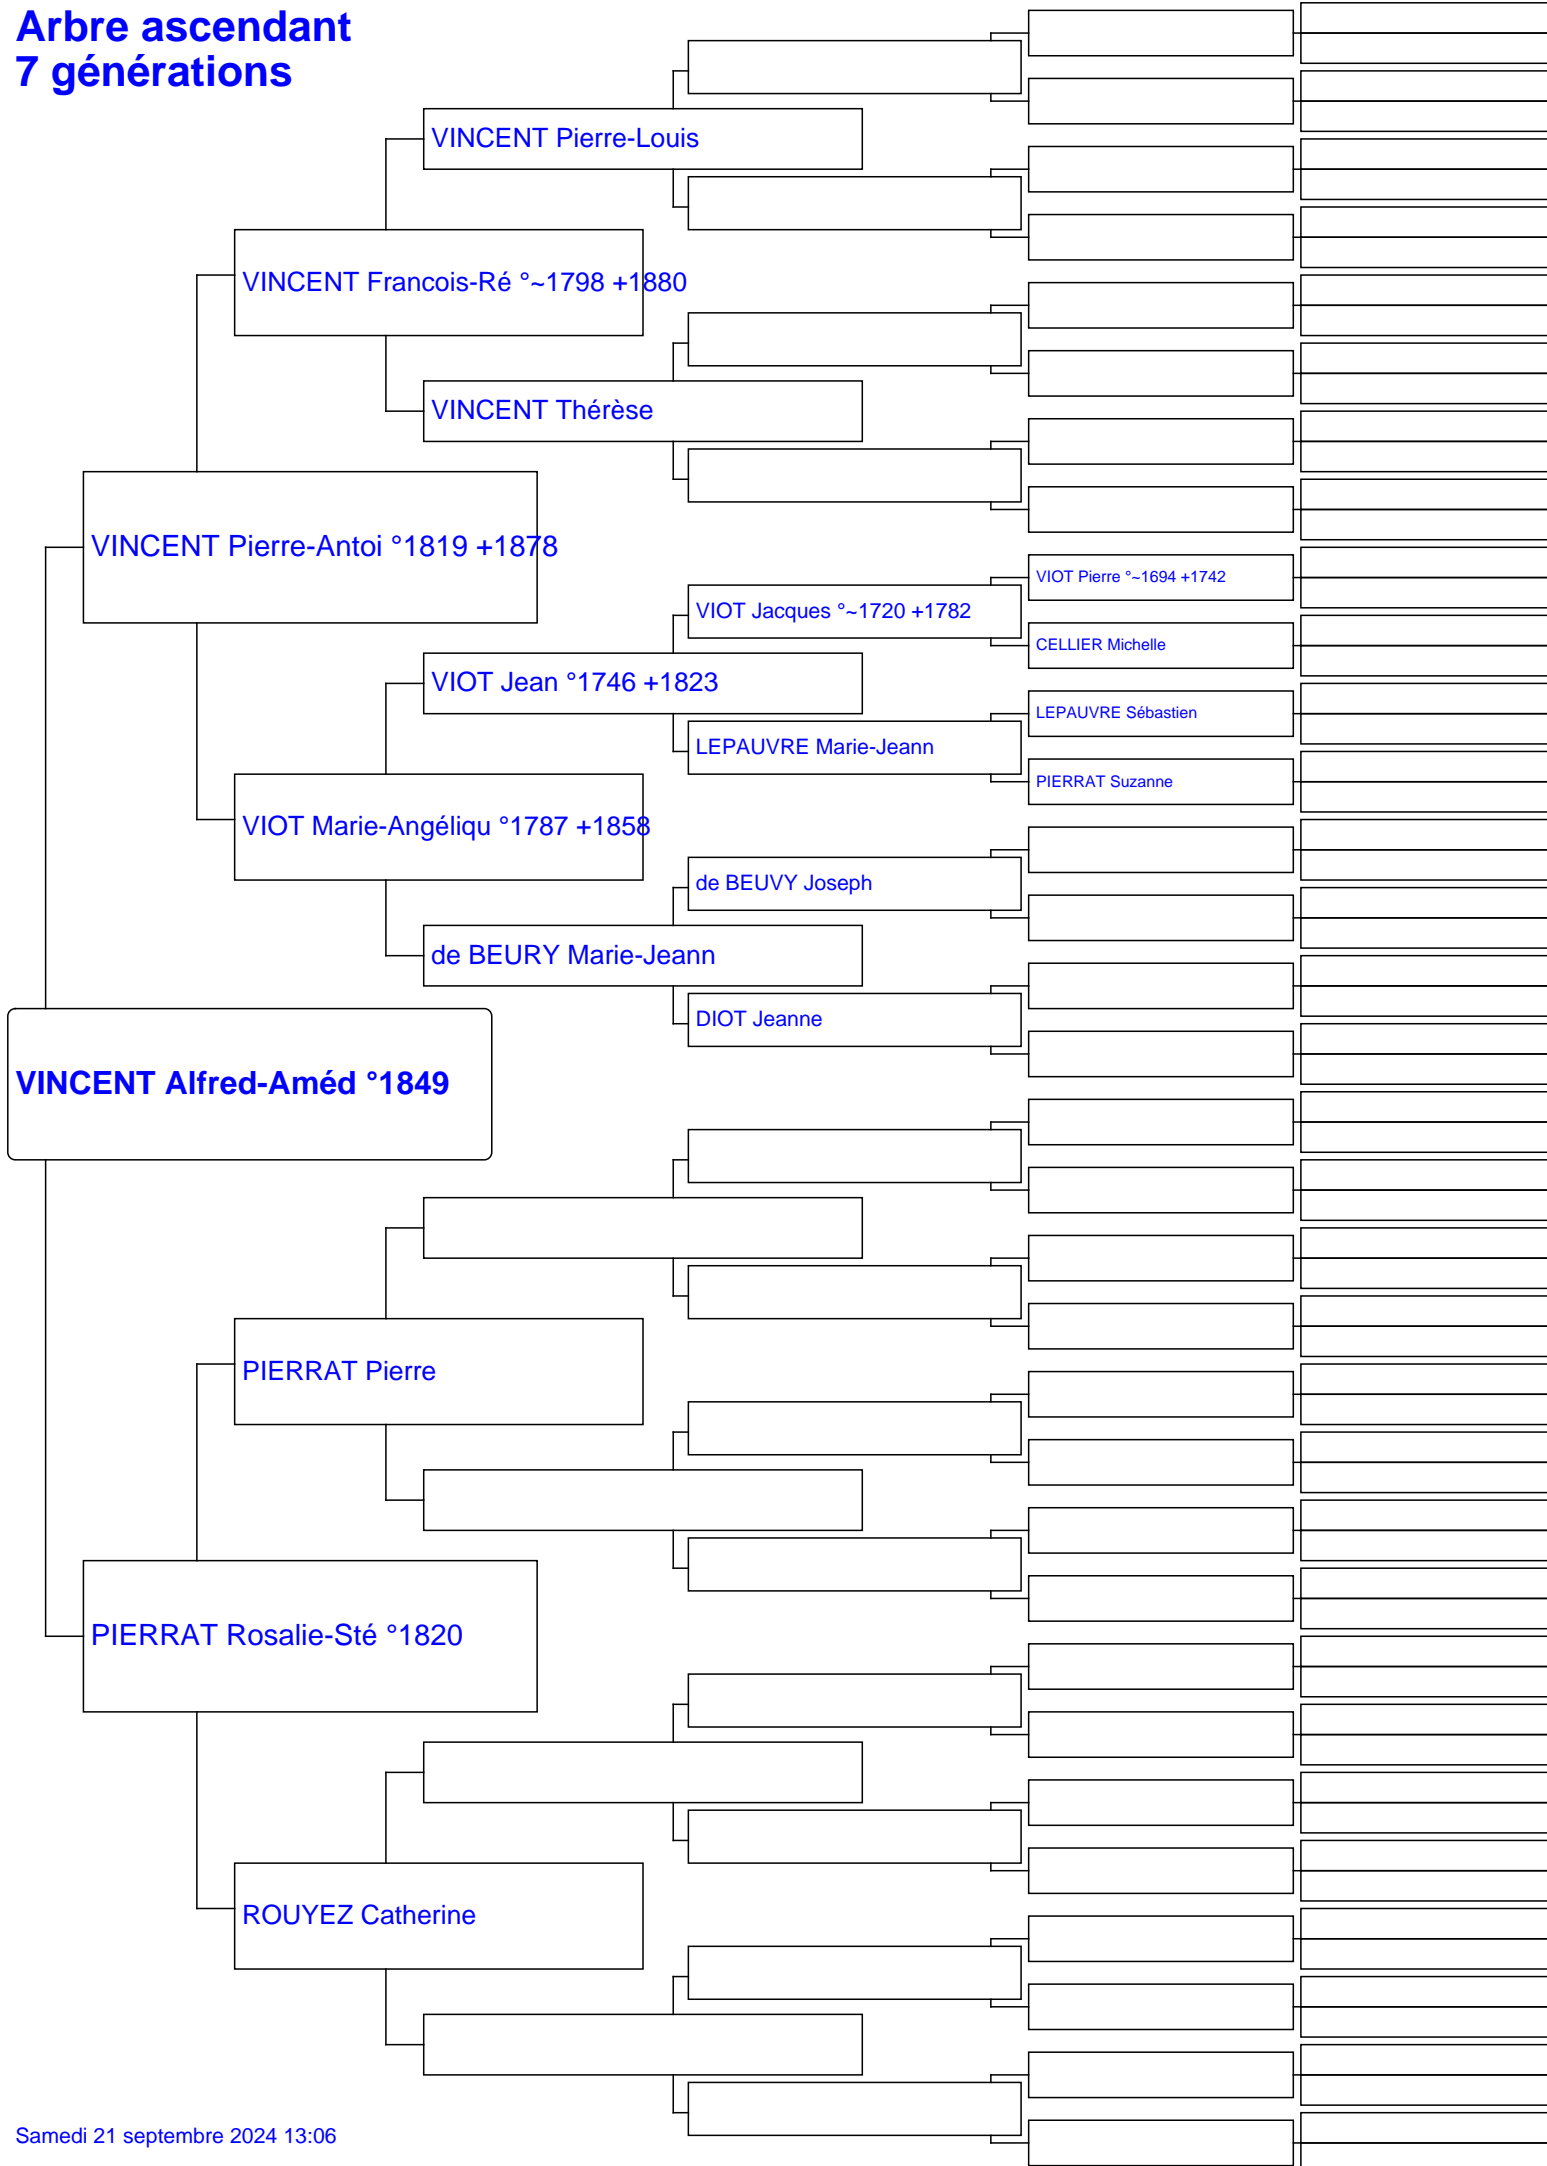 Arbre ascendant
7 générations
VINCENT Pierre-Louis
VINCENT Francois-Ré °~1798 +1880
VINCENT Thérèse
VINCENT Pierre-Antoi °1819 +1878
VIOT Pierre °~1694 +1742
VIOT Jacques °~1720 +1782
CELLIER Michelle
VIOT Jean °1746 +1823
LEPAUVRE Sébastien
LEPAUVRE Marie-Jeann
PIERRAT Suzanne
VIOT Marie-Angéliqu °1787 +1858
de BEUVY Joseph
de BEURY Marie-Jeann
DIOT Jeanne
VINCENT Alfred-Améd °1849
PIERRAT Pierre
PIERRAT Rosalie-Sté °1820
ROUYEZ Catherine
Samedi 21 septembre 2024 13:06